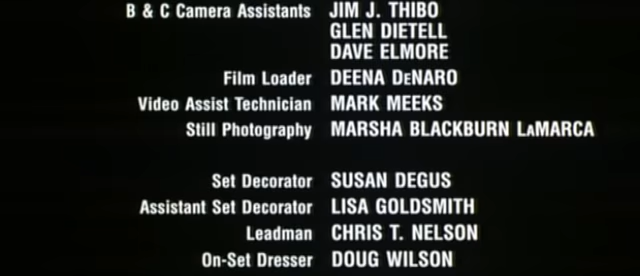 B & C Camera Assistants JIM J. THIBO
GLEN DIETELL
DAVE ELMORE
Film Loader DEENA DeNARO
Video Assist Technician MARK MEEKS
Still Photography MARSHA BLACKBURN LaMARCA
Set Decorator SUSAN DEGUS
Assistant Set Decorator LISA GOLDSMITH
Leadman CHRIS T. NELSON
On-Set Dresser DOUG WILSON